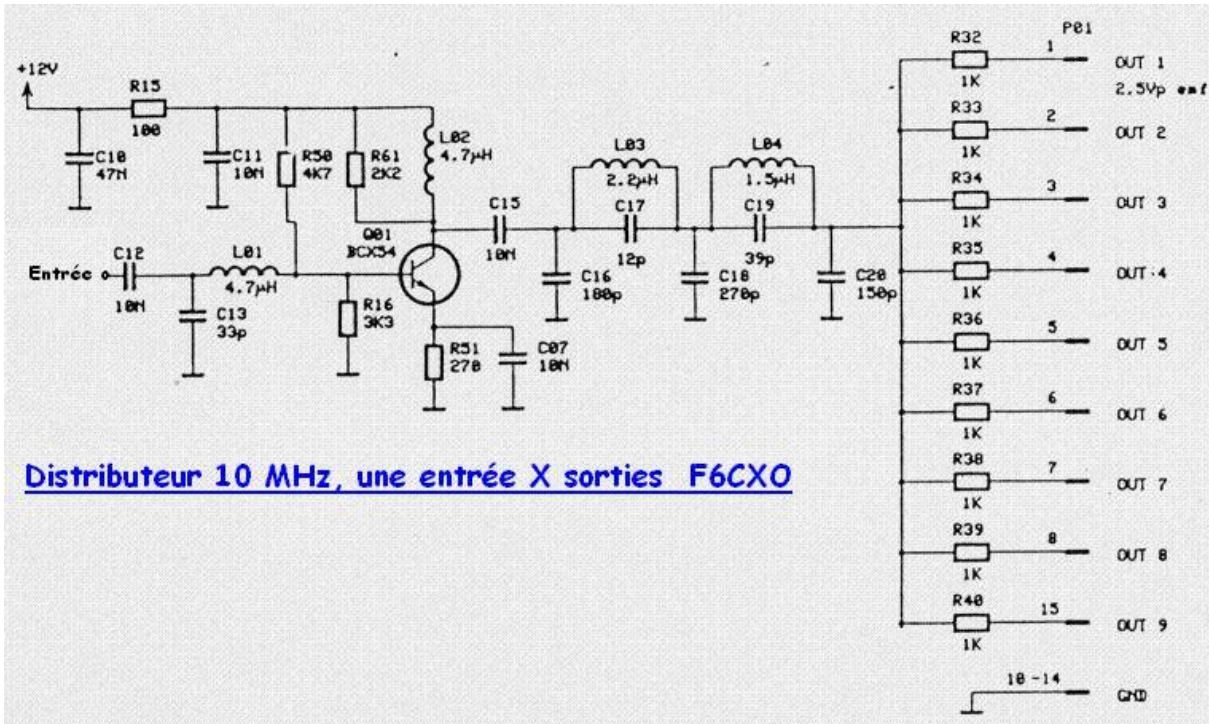 +12V
R15
100
C10
47N
C11
10N
R50
4K7
R61
2K2
L02
4.7µH
Entrée
C12
10N
C13
33p
L01
4.7µH
R16
3K3
Q01
BCX54
R51
270
C07
10N
C15
10N
C16
180p
L03
2.2µH
C17
12p
C18
270p
L04
1.5µH
C19
39p
C20
150p
P01
R32
1K
1
OUT 1
2.5Vp emf
R33
1K
2
OUT 2
R34
1K
3
OUT 3
R35
1K
4
OUT 4
R36
1K
5
OUT 5
R37
1K
6
OUT 6
R38
1K
7
OUT 7
R39
1K
8
OUT 8
R40
1K
15
OUT 9
10-14
GND
Distributeur 10 MHz, une entrée X sorties F6CXO